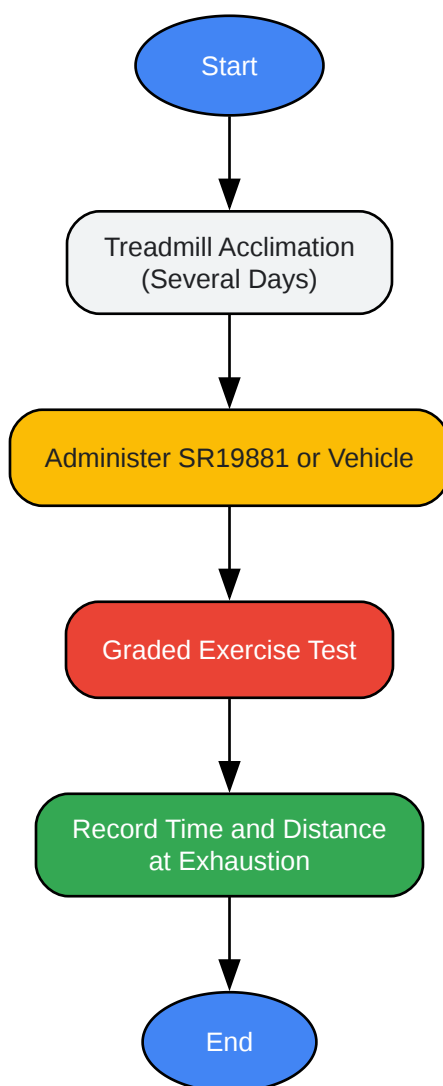 Start
Treadmill Acclimation
(Several Days)
Administer SR19881 or Vehicle
Graded Exercise Test
Record Time and Distance
at Exhaustion
End